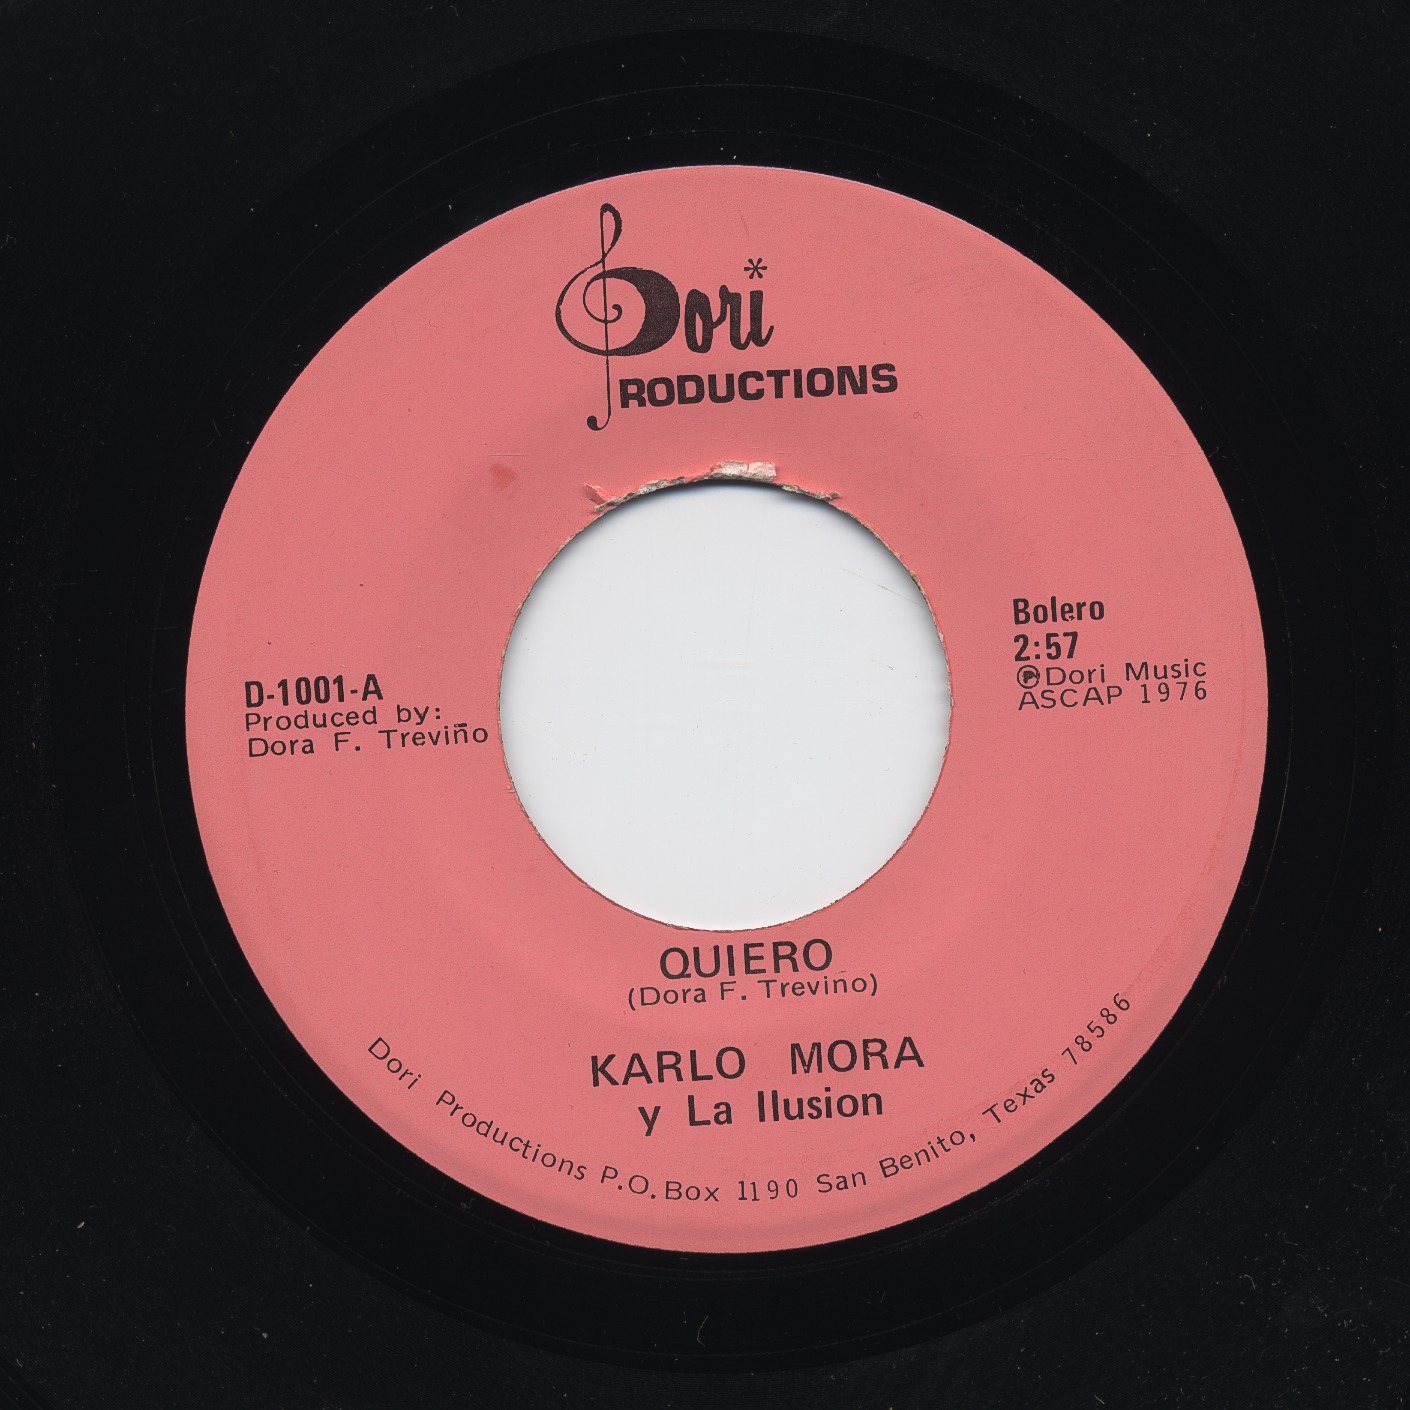 Dori
PRODUCTIONS
D-1001-A
Produced by:
Dora F. Treviño
Bolero
2:57
℗Dori Music
ASCAP 1976
QUIERO
(Dora F. Treviño)
KARLO MORA
y La Ilusion
Dori Productions P.O. Box 1190 San Benito, Texas 78586